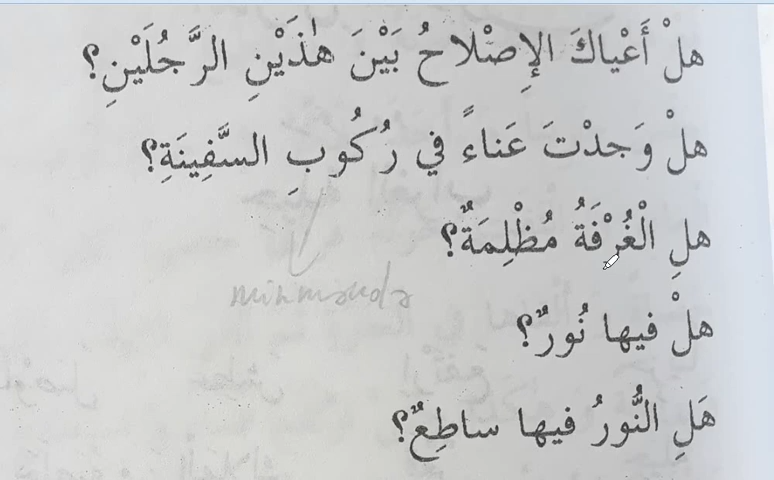 هلْ أَعْياكَ الإِصْلاحُ بَيْنَ هٰذَيْنِ الرَّجُلَيْنِ؟
هلْ وَجدْتَ عَناءً في رُكُوبِ السَّفِينَةِ؟
هلِ الْغُرْفَةُ مُظْلِمَةٌ؟
هلْ فيها نُورٌ؟
هَلِ النُّورُ فيها ساطِعٌ؟